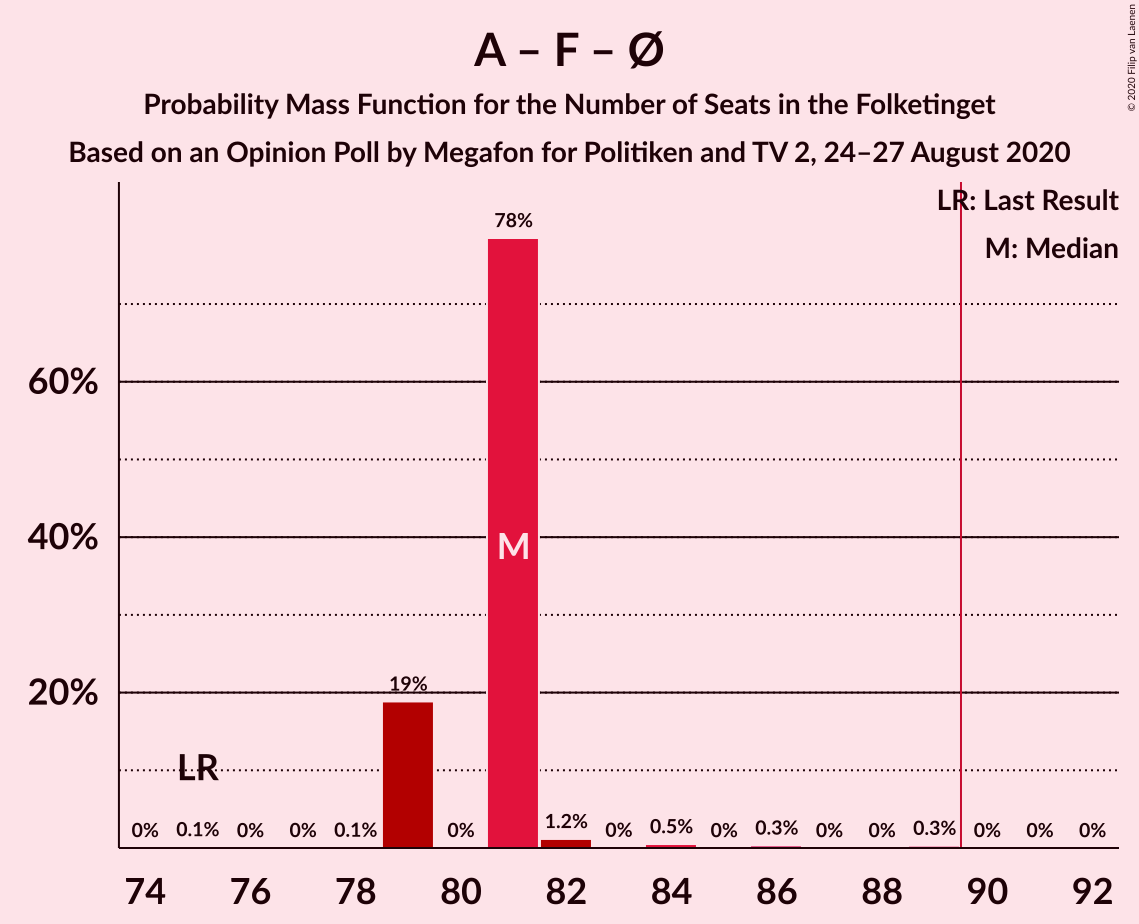 A – F – Ø
Probability Mass Function for the Number of Seats in the Folketinget
Based on an Opinion Poll by Megafon for Politiken and TV 2, 24–27 August 2020
© 2020 Filip van Laenen
LR: Last Result
M: Median
78%
60%
40%
M
20%
19%
LR
0% 0.1% 0% 0% 0.1% 0% 1.2% 0% 0.5% 0% 0.3% 0% 0% 0.3% 0% 0% 0%
74 76 78 80 82 84 86 88 90 92